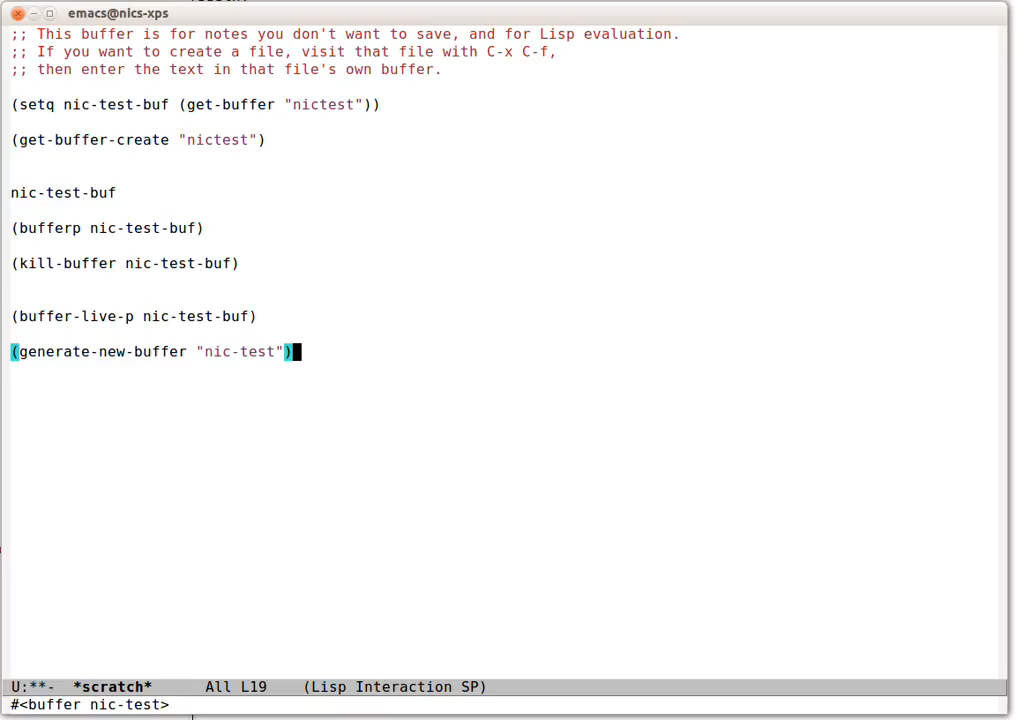 emacs@nics-xps
;; This buffer is for notes you don't want to save, and for Lisp evaluation.
;; If you want to create a file, visit that file with C-x C-f,
;; then enter the text in that file's own buffer.
(setq nic-test-buf (get-buffer "nictest"))
(get-buffer-create "nictest")
nic-test-buf
(bufferp nic-test-buf)
(kill-buffer nic-test-buf)
(buffer-live-p nic-test-buf)
(generate-new-buffer "nic-test")
U:**-  *scratch*      All L19    (Lisp Interaction SP)
#<buffer nic-test>